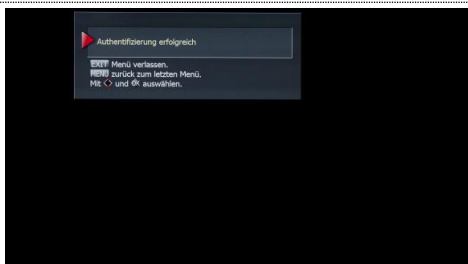 Authentifizierung erfolgreich
EXIT Menü verlassen.
MENU zurück zum letzten Menü.
Mit und OK auswählen.